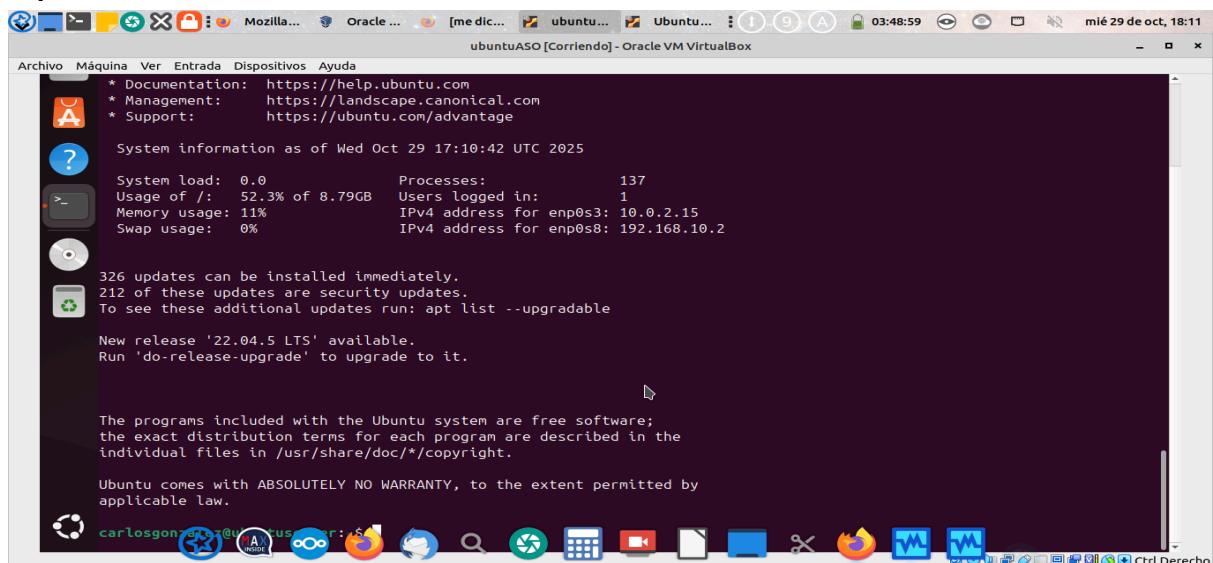 Mozilla... Oracle ... [me dic... ubuntu... Ubuntu... 1 9 A 03:48:59 mié 29 de oct, 18:11
ubuntuASO [Corriendo] - Oracle VM VirtualBox
Archivo Máquina Ver Entrada Dispositivos Ayuda
* Documentation: https://help.ubuntu.com
* Management: https://landscape.canonical.com
* Support: https://ubuntu.com/advantage
System information as of Wed Oct 29 17:10:42 UTC 2025
System load: 0.0 Processes: 137
Usage of /: 52.3% of 8.79GB Users logged in: 1
Memory usage: 11% IPv4 address for enp0s3: 10.0.2.15
Swap usage: 0% IPv4 address for enp0s8: 192.168.10.2
326 updates can be installed immediately.
212 of these updates are security updates.
To see these additional updates run: apt list --upgradable
New release '22.04.5 LTS' available.
Run 'do-release-upgrade' to upgrade to it.
The programs included with the Ubuntu system are free software;
the exact distribution terms for each program are described in the
individual files in /usr/share/doc/*/copyright.
Ubuntu comes with ABSOLUTELY NO WARRANTY, to the extent permitted by
applicable law.
MAX INSIDE
Ctrl Derecho